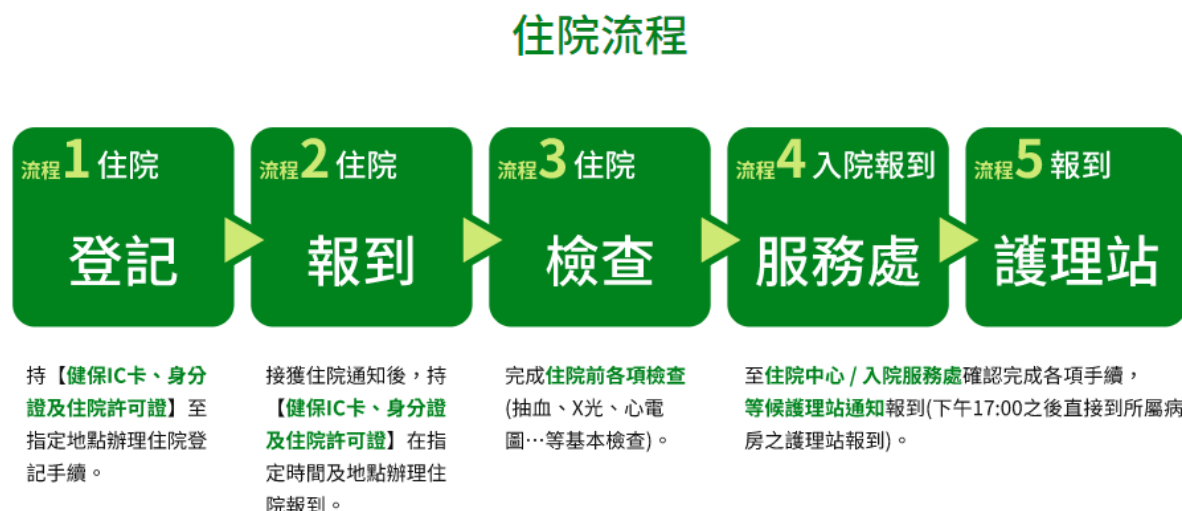 住院流程
流程1 住院
登記
流程2 住院
報到
流程3 住院
檢查
流程4 入院報到
服務處
流程5 報到
護理站
持【健保IC卡、身分
證及住院許可證】至
指定地點辦理住院登
記手續。
接獲住院通知後，持
【健保IC卡、身分證
及住院許可證】在指
定時間及地點辦理住
院報到。
完成住院前各項檢查
(抽血、X光、心電
圖…等基本檢查)。
至住院中心 / 入院服務處確認完成各項手續，
等候護理站通知報到(下午17:00之後直接到所屬病
房之護理站報到)。